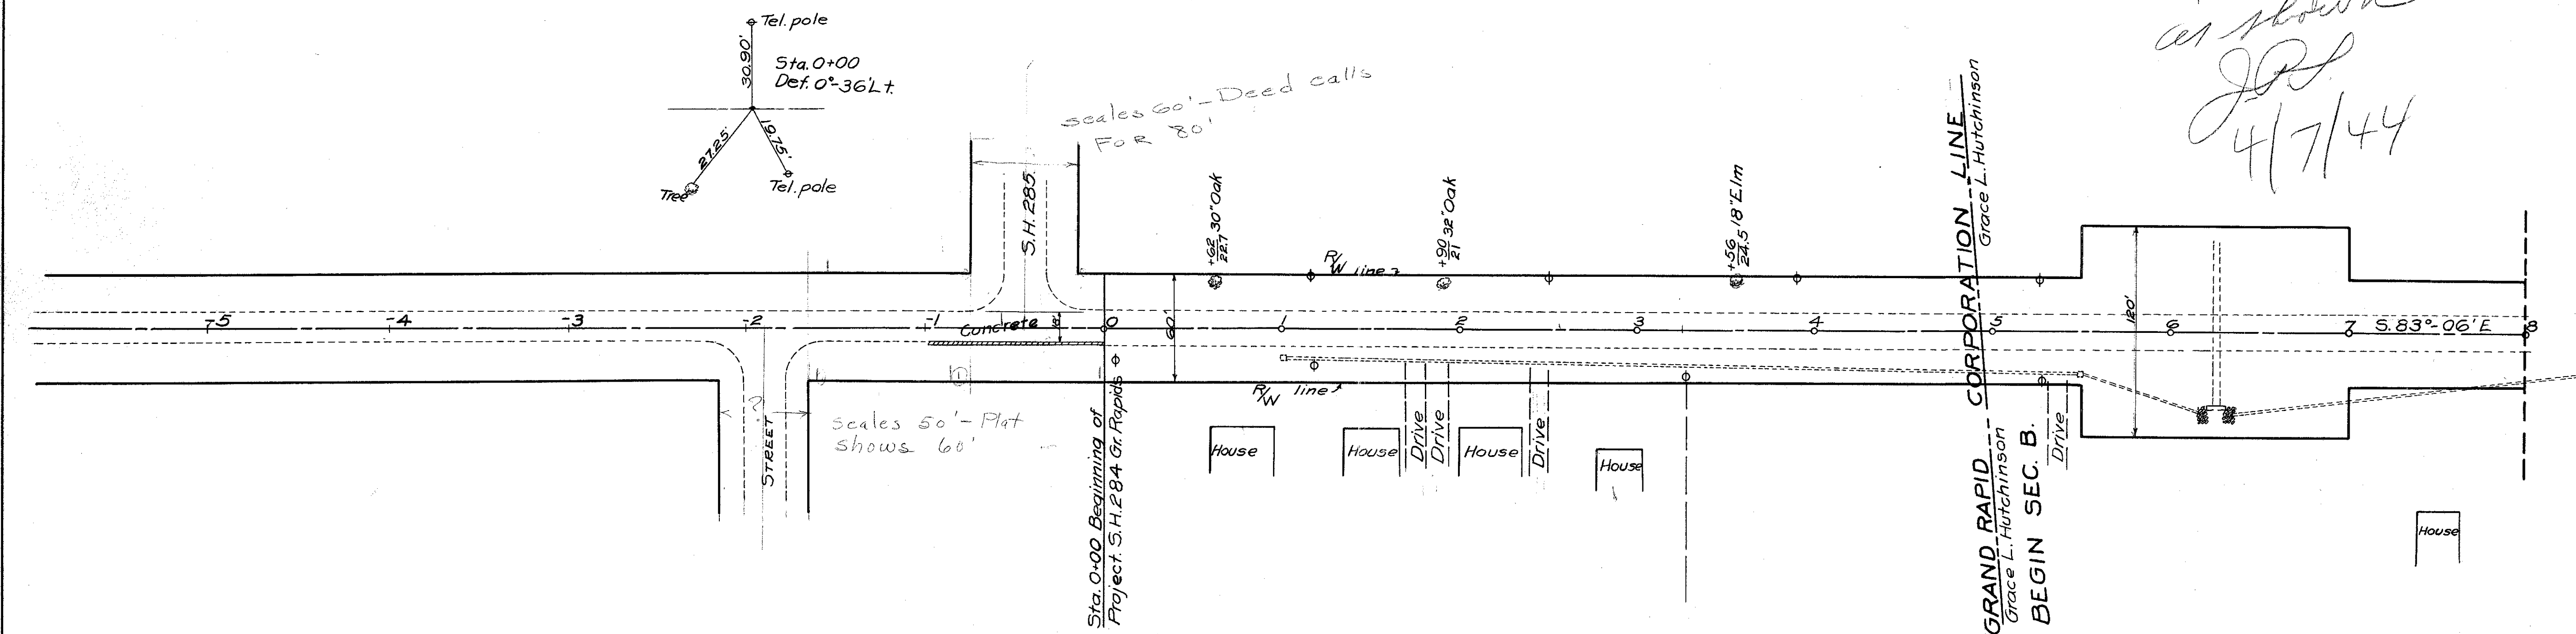 Tel. pole
30.90'
Sta. 0+00
Def. 0°-36' Lt.
27.25'
19.75'
Tree
Tel. pole
scales 60' - Deed calls
FOR 80'
S.H. 285
+62
22.7 30" Oak
R/W line
+90
21 32" Oak
+56
24.5 18" Elm
CORPORATION LINE
Grace L. Hutchinson
as shown
4/7/44
-5
-4
-3
-2
-1
Concrete
0
60'
1
2
3
4
5
6
7
S. 83°-06' E
8
120'
R/W line
?
STREET
Scales 50' - Plat
shows 60'
Sta. 0+00 Beginning of
Project. S.H. 284 Gr. Rapids
House
House
Drive
Drive
House
Drive
House
GRAND RAPID
Grace L. Hutchinson
BEGIN SEC. B.
Drive
House